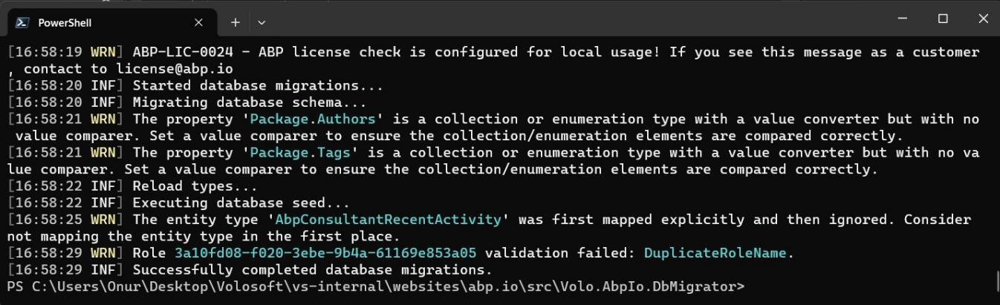 PowerShell
[16:58:19 WRN] ABP-LIC-0024 - ABP license check is configured for local usage! If you see this message as a customer
, contact to license@abp.io
[16:58:20 INF] Started database migrations...
[16:58:20 INF] Migrating database schema...
[16:58:21 WRN] The property 'Package.Authors' is a collection or enumeration type with a value converter but with no
 value comparer. Set a value comparer to ensure the collection/enumeration elements are compared correctly.
[16:58:21 WRN] The property 'Package.Tags' is a collection or enumeration type with a value converter but with no va
lue comparer. Set a value comparer to ensure the collection/enumeration elements are compared correctly.
[16:58:22 INF] Reload types...
[16:58:22 INF] Executing database seed...
[16:58:25 WRN] The entity type 'AbpConsultantRecentActivity' was first mapped explicitly and then ignored. Consider
not mapping the entity type in the first place.
[16:58:29 WRN] Role 3a10fd08-f020-3ebe-9b4a-61169e853a05 validation failed: DuplicateRoleName.
[16:58:29 INF] Successfully completed database migrations.
PS C:\Users\Onur\Desktop\Volosoft\vs-internal\websites\abp.io\src\Volo.AbpIo.DbMigrator>